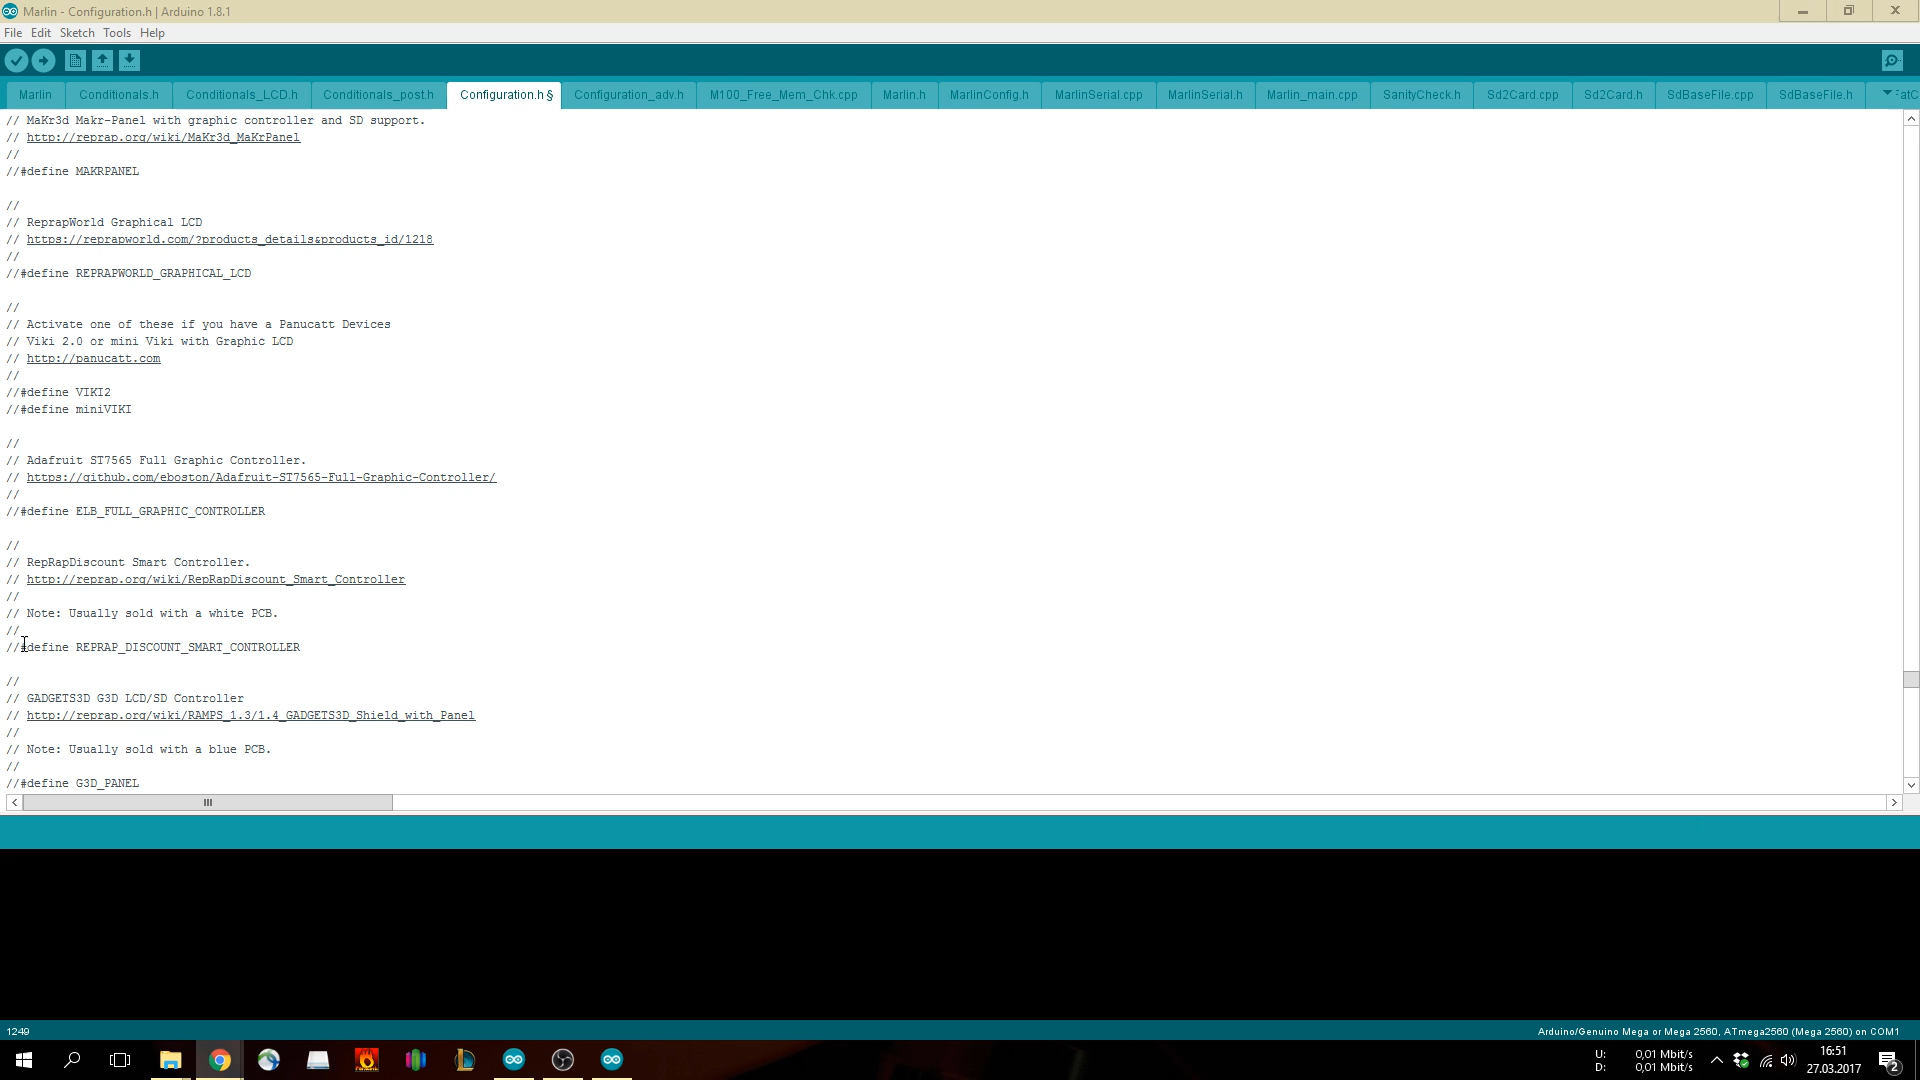 Marlin - Configuration.h | Arduino 1.8.1
File Edit Sketch Tools Help
Marlin Conditionals.h Conditionals_LCD.h Conditionals_post.h Configuration.h § Configuration_adv.h M100_Free_Mem_Chk.cpp Marlin.h MarlinConfig.h MarlinSerial.cpp MarlinSerial.h Marlin_main.cpp SanityCheck.h Sd2Card.cpp Sd2Card.h SdBaseFile.cpp SdBaseFile.h
// MaKr3d Makr-Panel with graphic controller and SD support.
// http://reprap.org/wiki/MaKr3d_MaKrPanel
//
//#define MAKRPANEL
//
// ReprapWorld Graphical LCD
// https://reprapworld.com/?products_details&products_id/1218
//
//#define REPRAPWORLD_GRAPHICAL_LCD
//
// Activate one of these if you have a Panucatt Devices
// Viki 2.0 or mini Viki with Graphic LCD
// http://panucatt.com
//
//#define VIKI2
//#define miniVIKI
//
// Adafruit ST7565 Full Graphic Controller.
// https://github.com/eboston/Adafruit-ST7565-Full-Graphic-Controller/
//
//#define ELB_FULL_GRAPHIC_CONTROLLER
//
// RepRapDiscount Smart Controller.
// http://reprap.org/wiki/RepRapDiscount_Smart_Controller
//
// Note: Usually sold with a white PCB.
//
//#define REPRAP_DISCOUNT_SMART_CONTROLLER
//
// GADGETS3D G3D LCD/SD Controller
// http://reprap.org/wiki/RAMPS_1.3/1.4_GADGETS3D_Shield_with_Panel
//
// Note: Usually sold with a blue PCB.
//
//#define G3D_PANEL
1249
Arduino/Genuino Mega or Mega 2560, ATmega2560 (Mega 2560) on COM1
U: 0,01 Mbit/s
D: 0,01 Mbit/s
16:51
27.03.2017
2